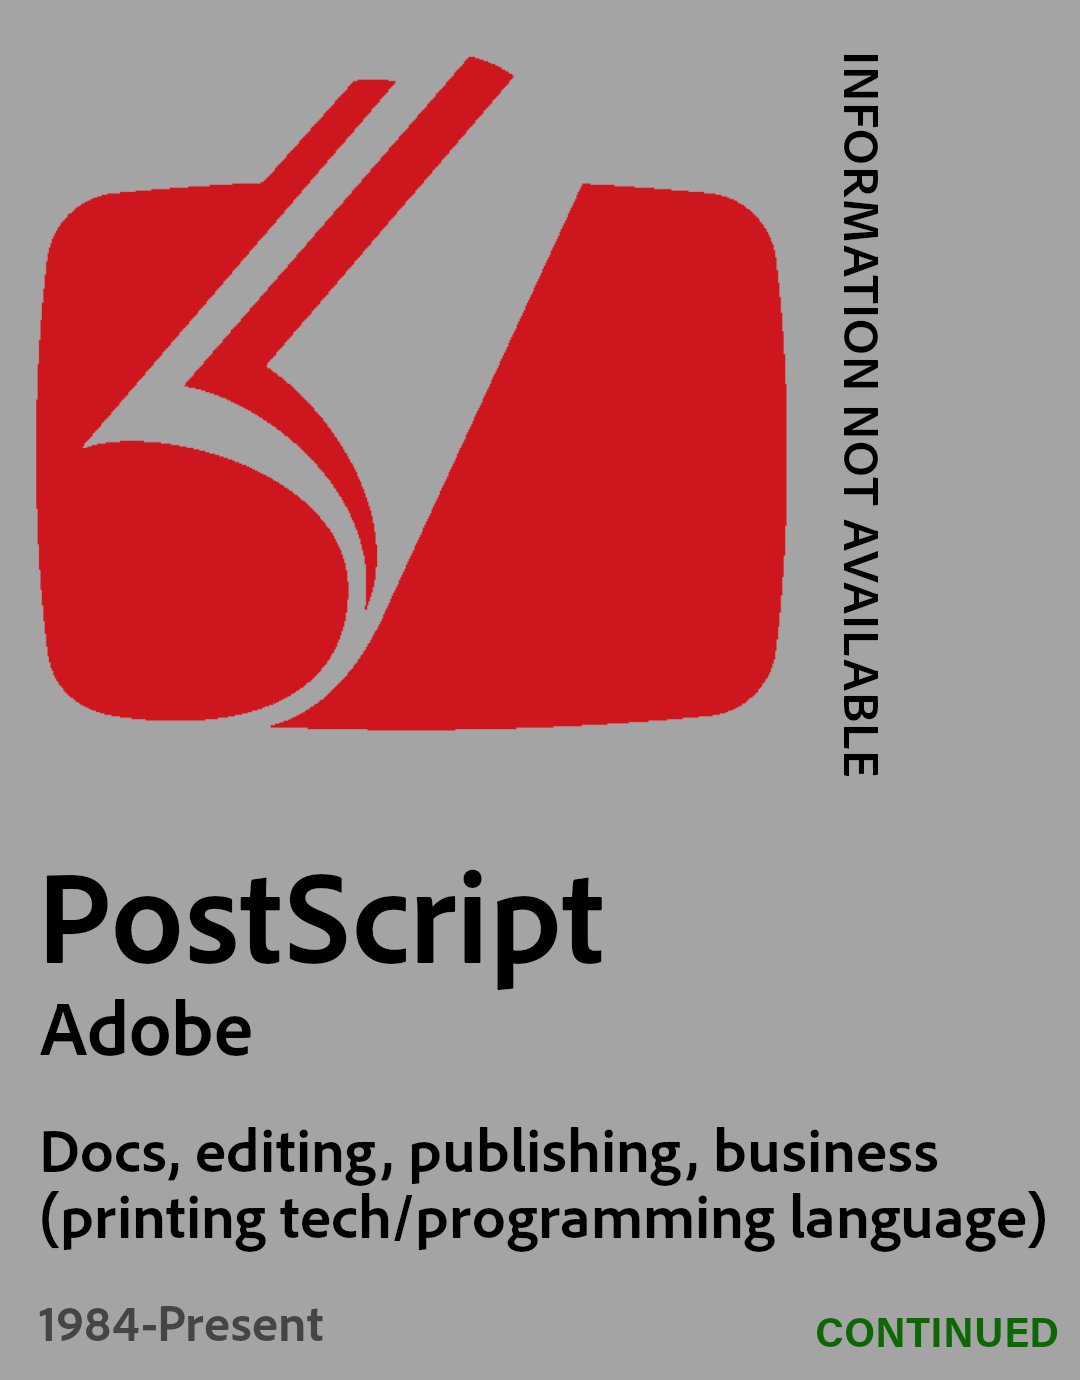 INFORMATION NOT AVAILABLE
PostScript
Adobe
Docs, editing, publishing, business
(printing tech/programming language)
1984-Present
CONTINUED